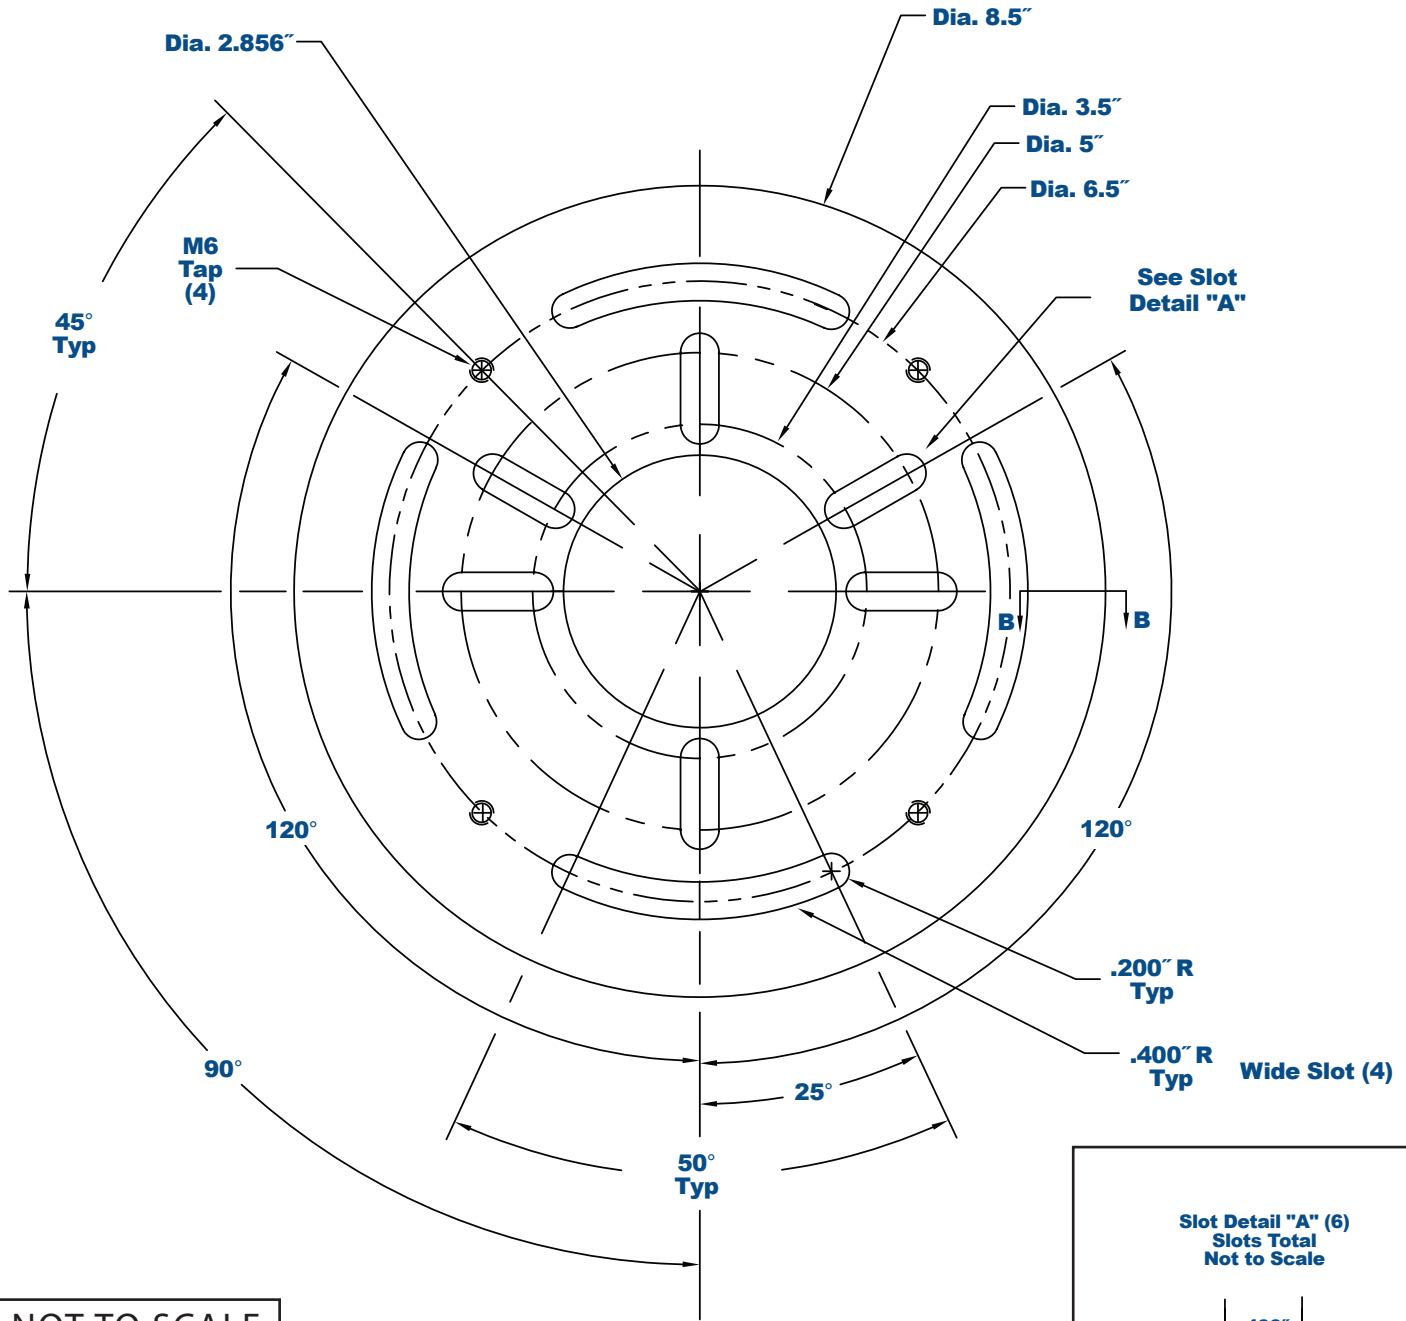 Dia. 8.5″
Dia. 2.856″
Dia. 3.5″
Dia. 5″
Dia. 6.5″
M6
Tap
(4)
See Slot
Detail "A"
45°
Typ
B
B
120°
120°
.200″ R
Typ
.400″ R
Typ
Wide Slot (4)
90°
25°
50°
Typ
Slot Detail "A" (6)
Slots Total
Not to Scale
NOT TO SCALE